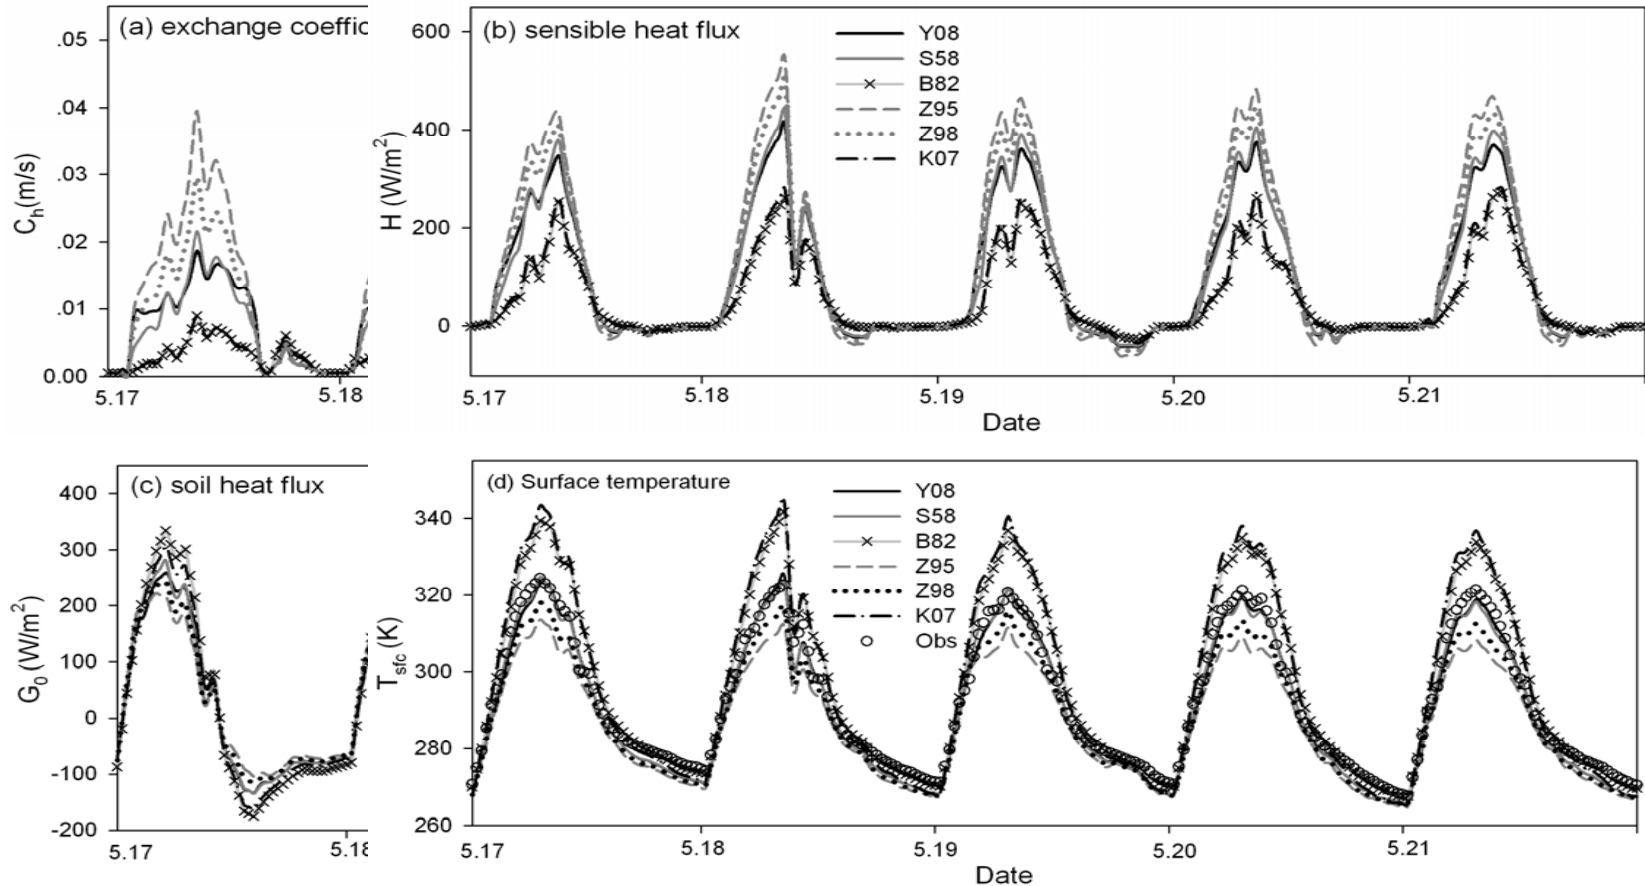 (a) exchange coeffic
.05
.04
.03
.02
.01
0.00
C_h(m/s)
5.17
5.18
(b) sensible heat flux
600
400
200
0
H (W/m²)
Y08
S58
B82
Z95
Z98
K07
5.17
5.18
5.19
5.20
5.21
Date
(c) soil heat flux
400
300
200
100
0
-100
-200
G₀ (W/m²)
5.17
5.18
(d) Surface temperature
340
320
300
280
260
T_sfc (K)
Y08
S58
B82
Z95
Z98
K07
Obs
5.17
5.18
5.19
5.20
5.21
Date